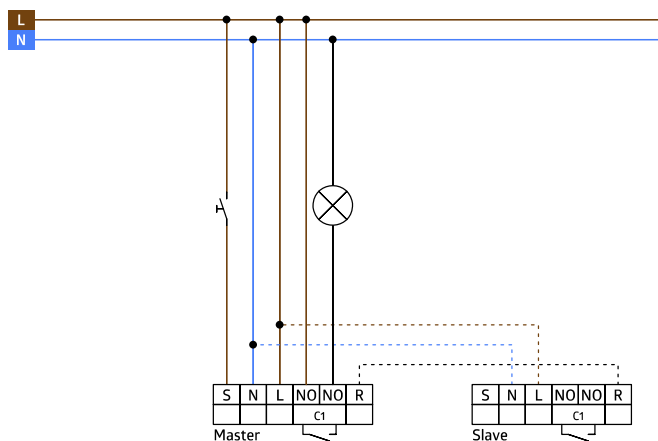 L
N
S N L NO NO R S N L NO NO R
C1 C1
Master Slave